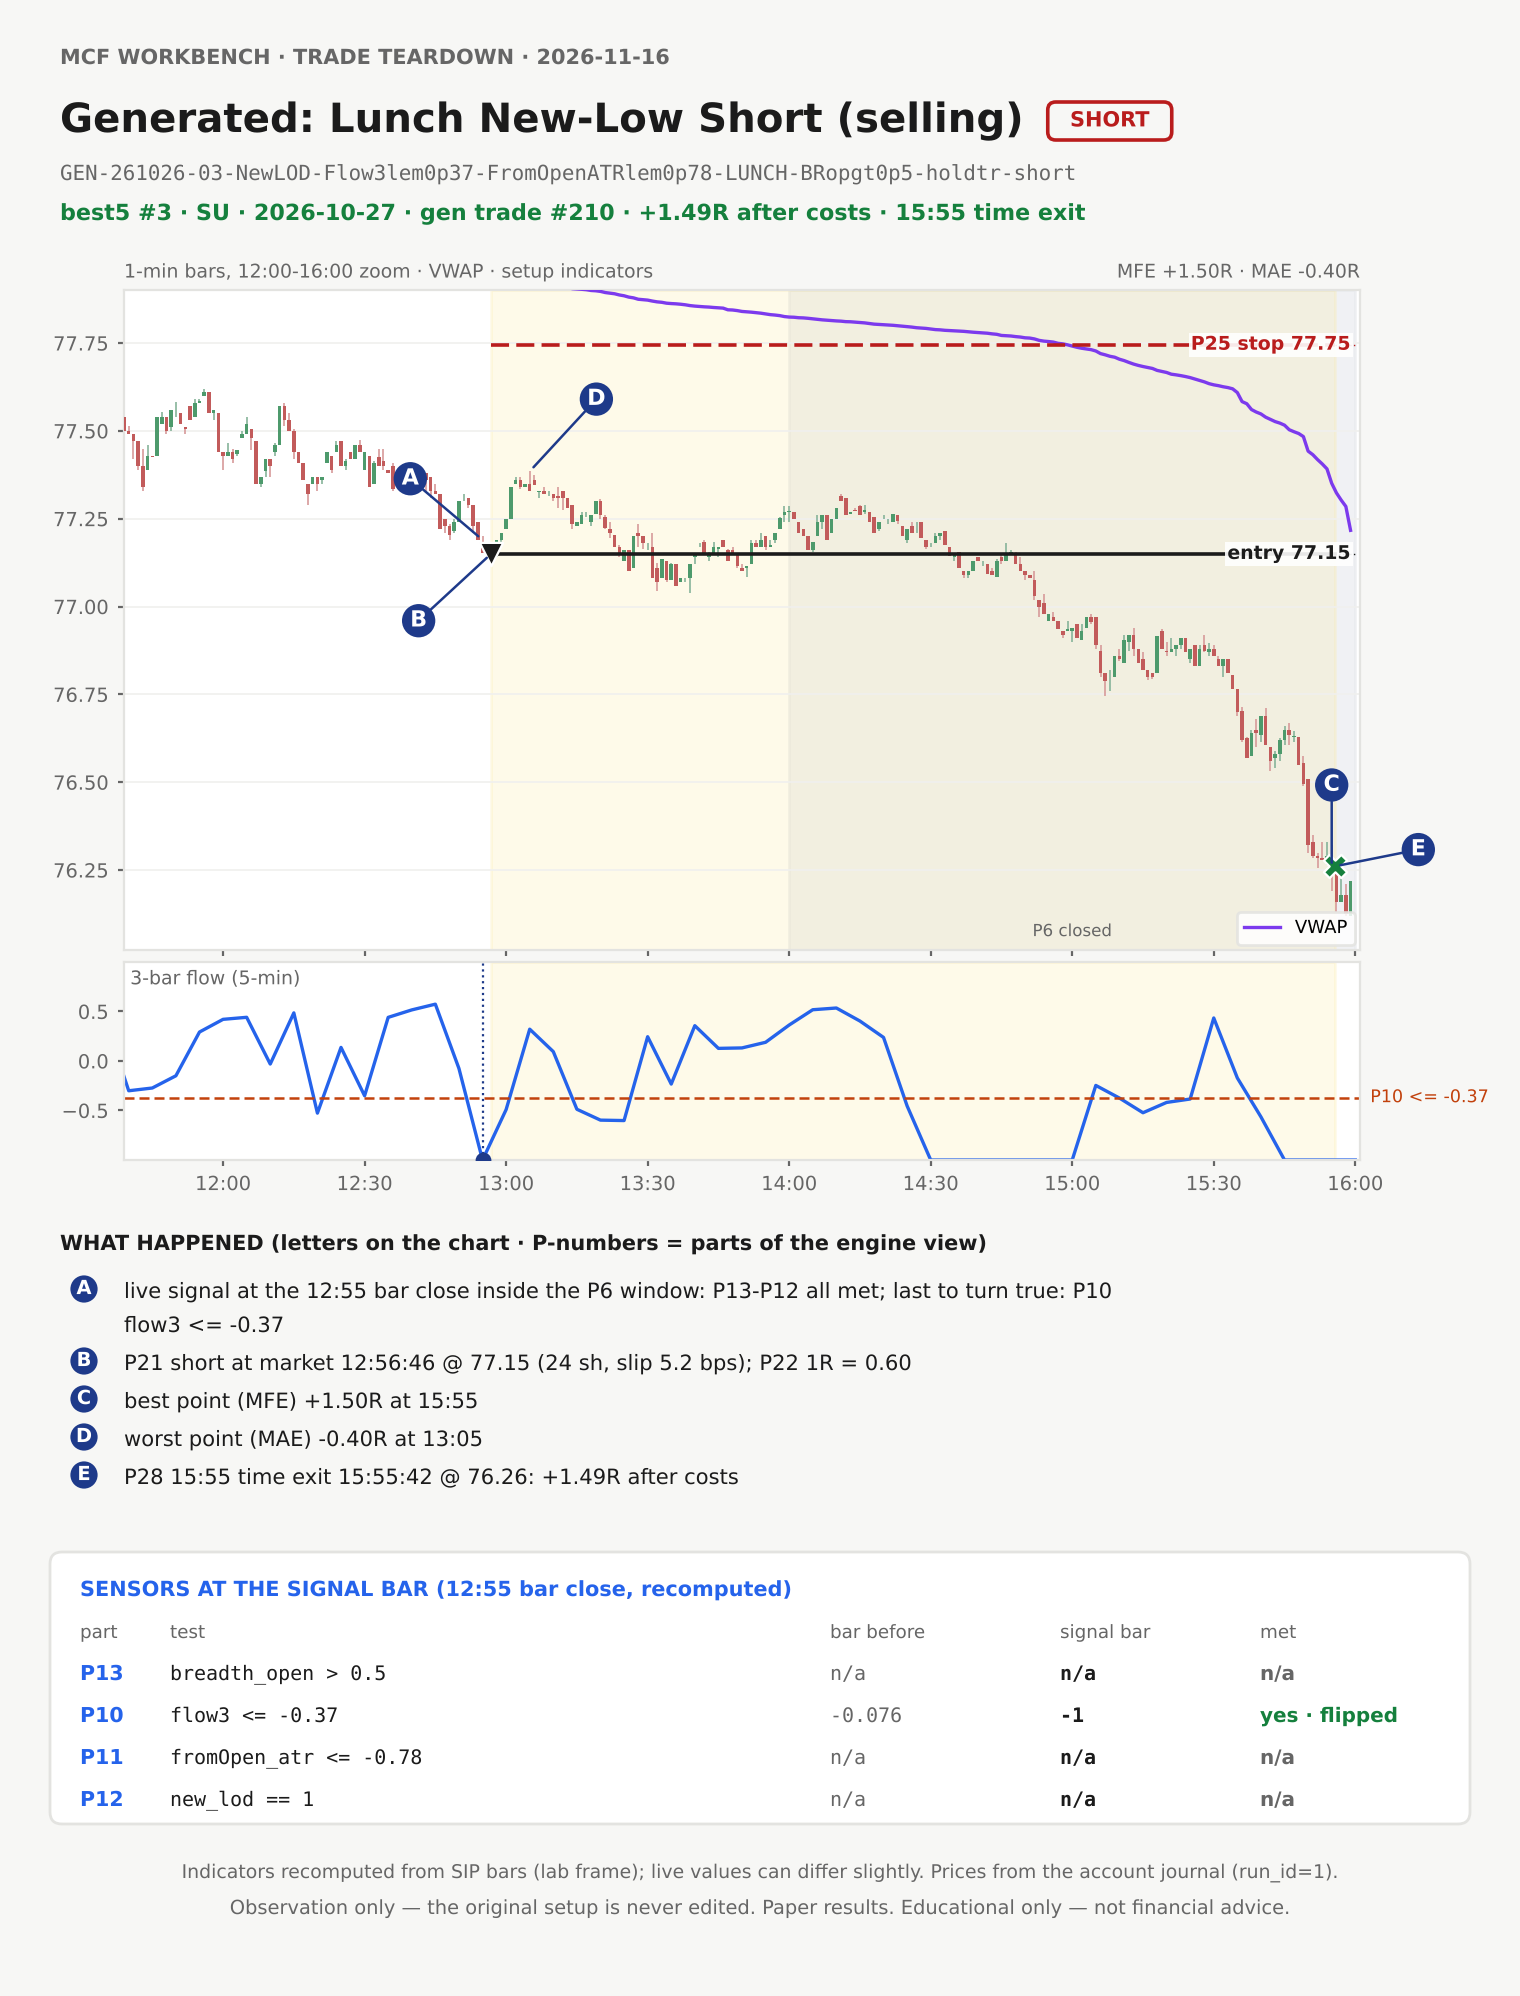 MCF WORKBENCH · TRADE TEARDOWN · 2026-11-16
Generated: Lunch New-Low Short (selling)
SHORT
GEN-261026-03-NewLOD-Flow3lem0p37-FromOpenATRlem0p78-LUNCH-BRopgt0p5-holdtr-short
best5 #3 · SU · 2026-10-27 · gen trade #210 · +1.49R after costs · 15:55 time exit
1-min bars, 12:00-16:00 zoom · VWAP · setup indicators
MFE +1.50R · MAE -0.40R
77.75
77.50
77.25
77.00
76.75
76.50
76.25
P25 stop 77.75
D
A
entry 77.15
B
C
E
P6 closed
VWAP
3-bar flow (5-min)
0.5
0.0
−0.5
P10 <= -0.37
12:00
12:30
13:00
13:30
14:00
14:30
15:00
15:30
16:00
WHAT HAPPENED (letters on the chart · P-numbers = parts of the engine view)
A live signal at the 12:55 bar close inside the P6 window: P13-P12 all met; last to turn true: P10
flow3 <= -0.37
B P21 short at market 12:56:46 @ 77.15 (24 sh, slip 5.2 bps); P22 1R = 0.60
C best point (MFE) +1.50R at 15:55
D worst point (MAE) -0.40R at 13:05
E P28 15:55 time exit 15:55:42 @ 76.26: +1.49R after costs
SENSORS AT THE SIGNAL BAR (12:55 bar close, recomputed)
part test bar before signal bar met
P13 breadth_open > 0.5 n/a n/a n/a
P10 flow3 <= -0.37 -0.076 -1 yes · flipped
P11 fromOpen_atr <= -0.78 n/a n/a n/a
P12 new_lod == 1 n/a n/a n/a
Indicators recomputed from SIP bars (lab frame); live values can differ slightly. Prices from the account journal (run_id=1).
Observation only — the original setup is never edited. Paper results. Educational only — not financial advice.